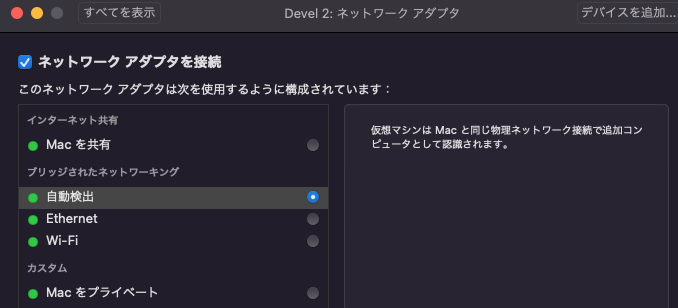 すべてを表示
Devel 2: ネットワーク アダプタ
デバイスを追加...
ネットワーク アダプタを接続
このネットワーク アダプタは次を使用するように構成されています：
インターネット共有
Mac を共有
ブリッジされたネットワーキング
自動検出
Ethernet
Wi-Fi
カスタム
Mac をプライベート
仮想マシンは Mac と同じ物理ネットワーク接続で追加コン
ピュータとして認識されます。